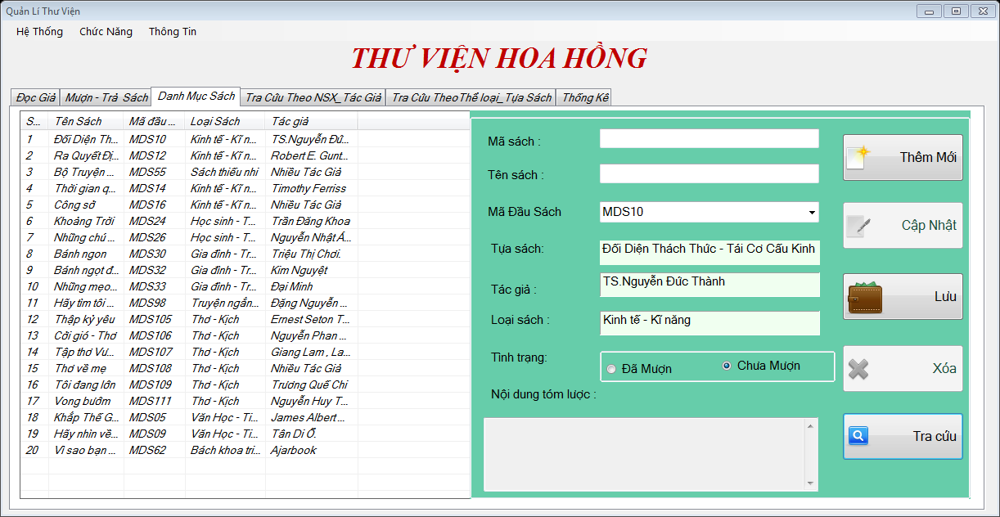 Quản Lí Thư Viện
Hệ Thống Chức Năng Thông Tin
THƯ VIỆN HOA HỒNG
Đọc Giả Mượn - Trả Sách Danh Mục Sách Tra Cứu Theo NSX_Tác Giả Tra Cứu TheoThể loại_Tựa Sách Thống Kê
S... Tên Sách Mã đầu ... Loại Sách Tác giả
1 Đối Diện Th... MDS10 Kinh tế - Kĩ n... TS.Nguyễn Đứ...
2 Ra Quyết Đị... MDS12 Kinh tế - Kĩ n... Robert E. Gunt...
3 Bộ Truyện ... MDS55 Sách thiếu nhi Nhiều Tác Giả
4 Thời gian q... MDS14 Kinh tế - Kĩ n... Timothy Ferriss
5 Công sở MDS16 Kinh tế - Kĩ n... Nhiều Tác Giả
6 Khoảng Trời MDS24 Học sinh - T... Trần Đăng Khoa
7 Những chú ... MDS26 Học sinh - T... Nguyễn Nhật Á...
8 Bánh ngon MDS30 Gia đình - Tr... Triệu Thị Chơi.
9 Bánh ngọt đ... MDS32 Gia đình - Tr... Kim Nguyệt
10 Những mẹo... MDS33 Gia đình - Tr... Đại Minh
11 Hãy tìm tôi ... MDS98 Truyện ngắn... Đặng Nguyễn ...
12 Thập kỷ yêu MDS105 Thơ - Kịch Ernest Seton T...
13 Cỡi gió - Thơ MDS106 Thơ - Kịch Nguyễn Phan ...
14 Tập thơ Vư... MDS107 Thơ - Kịch Giang Lam , La...
15 Thơ về mẹ MDS108 Thơ - Kịch Nhiều Tác Giả
16 Tôi đang lớn MDS109 Thơ - Kịch Trương Quế Chi
17 Vong bướm MDS111 Thơ - Kịch Nguyễn Huy T...
18 Khắp Thế G... MDS05 Văn Học - Ti... James Albert ...
19 Hãy nhìn về... MDS09 Văn Học - Ti... Tân Di Ổ.
20 Vì sao bạn ... MDS62 Bách khoa tri... Ajarbook
Mã sách :
Tên sách :
Mã Đầu Sách MDS10
Tựa sách: Đối Diện Thách Thức - Tái Cơ Cấu Kinh
Tác giả : TS.Nguyễn Đức Thành
Loại sách : Kinh tế - Kĩ năng
Tình trạng: Đã Mượn Chưa Mượn
Nội dung tóm lược :
Thêm Mới
Cập Nhật
Lưu
Xóa
Tra cứu